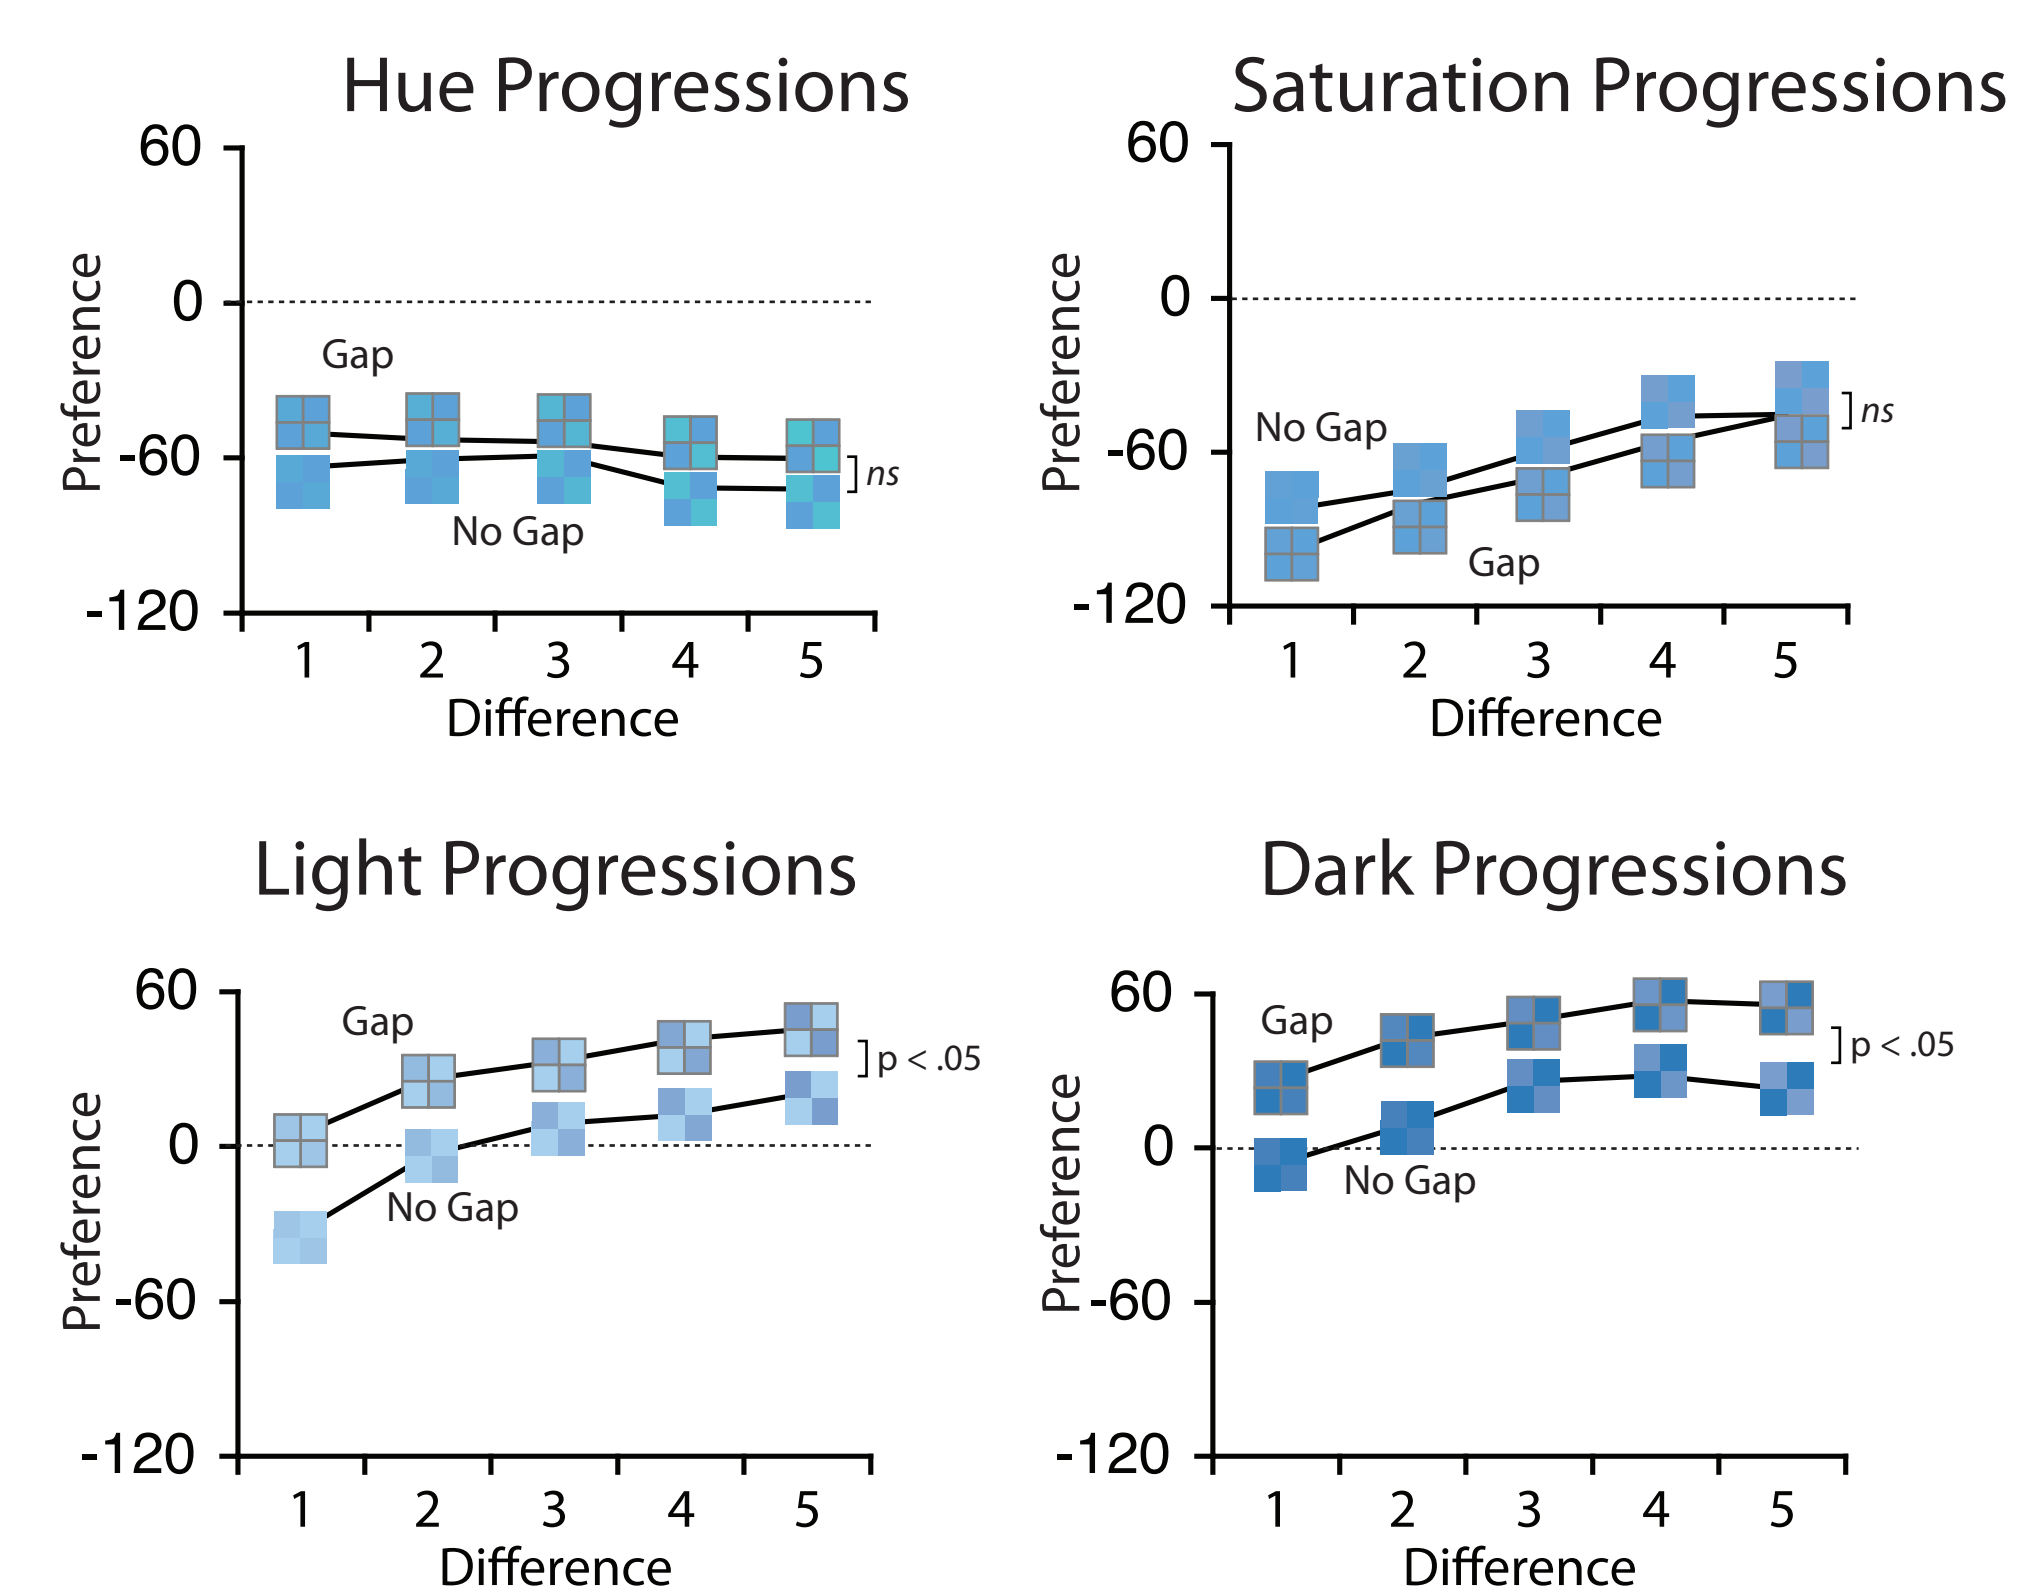 Hue Progressions
60
0
-60
-120
Preference
Gap
No Gap
ns
1 2 3 4 5
Difference
Saturation Progressions
60
0
-60
-120
Preference
No Gap
Gap
ns
1 2 3 4 5
Difference
Light Progressions
60
0
-60
-120
Preference
Gap
No Gap
p < .05
1 2 3 4 5
Difference
Dark Progressions
60
0
-60
-120
Preference
Gap
No Gap
p < .05
1 2 3 4 5
Difference